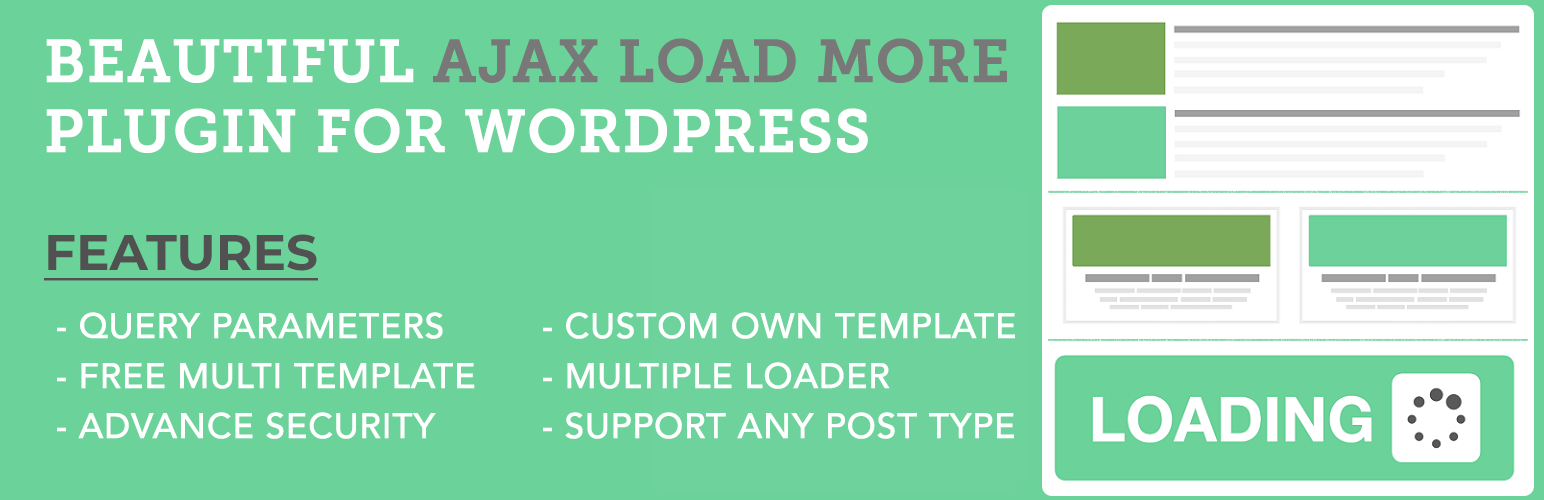 BEAUTIFUL AJAX LOAD MORE
PLUGIN FOR WORDPRESS
FEATURES
- QUERY PARAMETERS
- FREE MULTI TEMPLATE
- ADVANCE SECURITY
- CUSTOM OWN TEMPLATE
- MULTIPLE LOADER
- SUPPORT ANY POST TYPE
LOADING